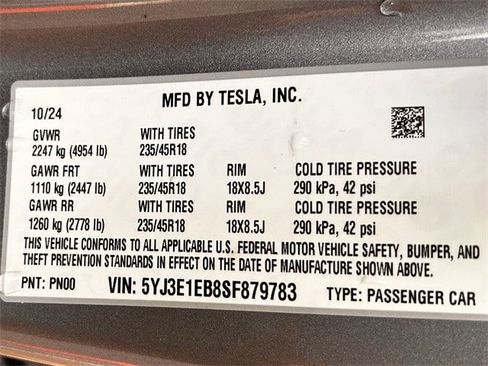 MFD BY TESLA, INC.
10/24
GVWR WITH TIRES
2247 kg (4954 lb) 235/45R18
GAWR FRT WITH TIRES RIM COLD TIRE PRESSURE
1110 kg (2447 lb) 235/45R18 18X8.5J 290 kPa, 42 psi
GAWR RR WITH TIRES RIM COLD TIRE PRESSURE
1260 kg (2778 lb) 235/45R18 18X8.5J 290 kPa, 42 psi
THIS VEHICLE CONFORMS TO ALL APPLICABLE U.S. FEDERAL MOTOR VEHICLE SAFETY, BUMPER, AND
THEFT PREVENTION STANDARDS IN EFFECT ON THE DATE OF MANUFACTURE SHOWN ABOVE.
PNT: PN00 VIN: 5YJ3E1EB8SF879783 TYPE: PASSENGER CAR